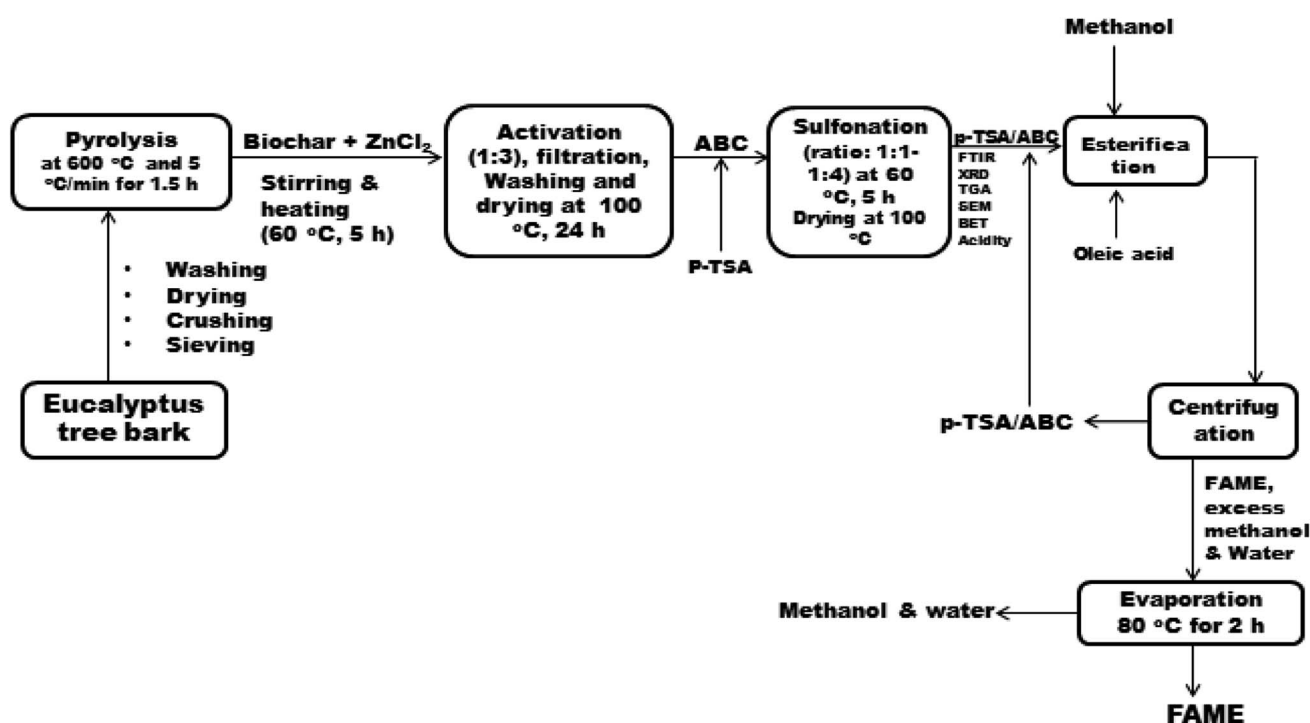 Methanol
Pyrolysis
at 600 °C and 5
°C/min for 1.5 h
Biochar + ZnCl₂
Stirring &
heating
(60 °C, 5 h)
Activation
(1:3), filtration,
Washing and
drying at 100
°C, 24 h
ABC
P-TSA
Sulfonation
(ratio: 1:1-
1:4) at 60
°C, 5 h
Drying at 100
°C
p-TSA/ABC
FTIR
XRD
TGA
SEM
BET
Acidity
Esterifica
tion
Oleic acid
• Washing
• Drying
• Crushing
• Sieving
Eucalyptus
tree bark
p-TSA/ABC
Centrifug
ation
FAME,
excess
methanol
& Water
Methanol & water
Evaporation
80 °C for 2 h
FAME